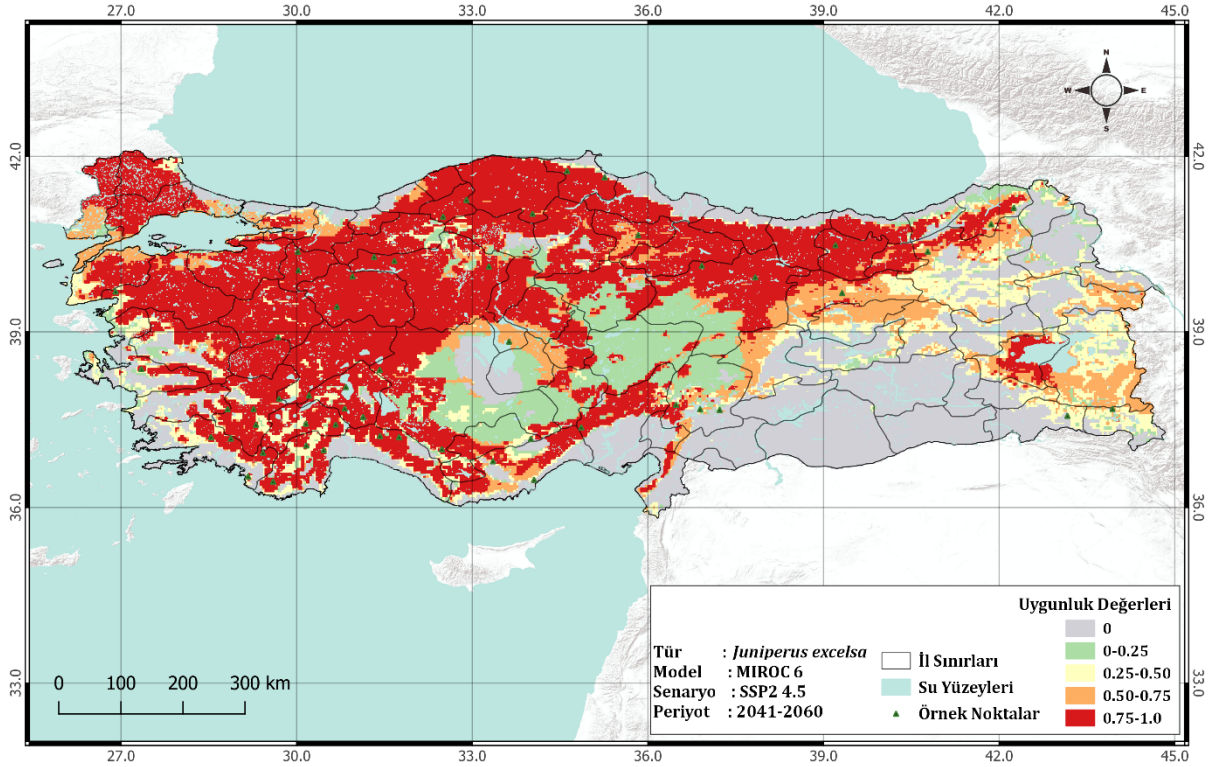 27.0 30.0 33.0 36.0 39.0 42.0 45.0
N
W E
S
42.0 42.0
39.0 39.0
36.0 36.0
33.0 33.0
Uygunluk Değerleri
0
0-0.25
0.25-0.50
0.50-0.75
0.75-1.0
Tür : Juniperus excelsa
Model : MIROC 6
Senaryo : SSP2 4.5
Periyot : 2041-2060
İl Sınırları
Su Yüzeyleri
Örnek Noktalar
0 100 200 300 km
27.0 30.0 33.0 36.0 39.0 42.0 45.0